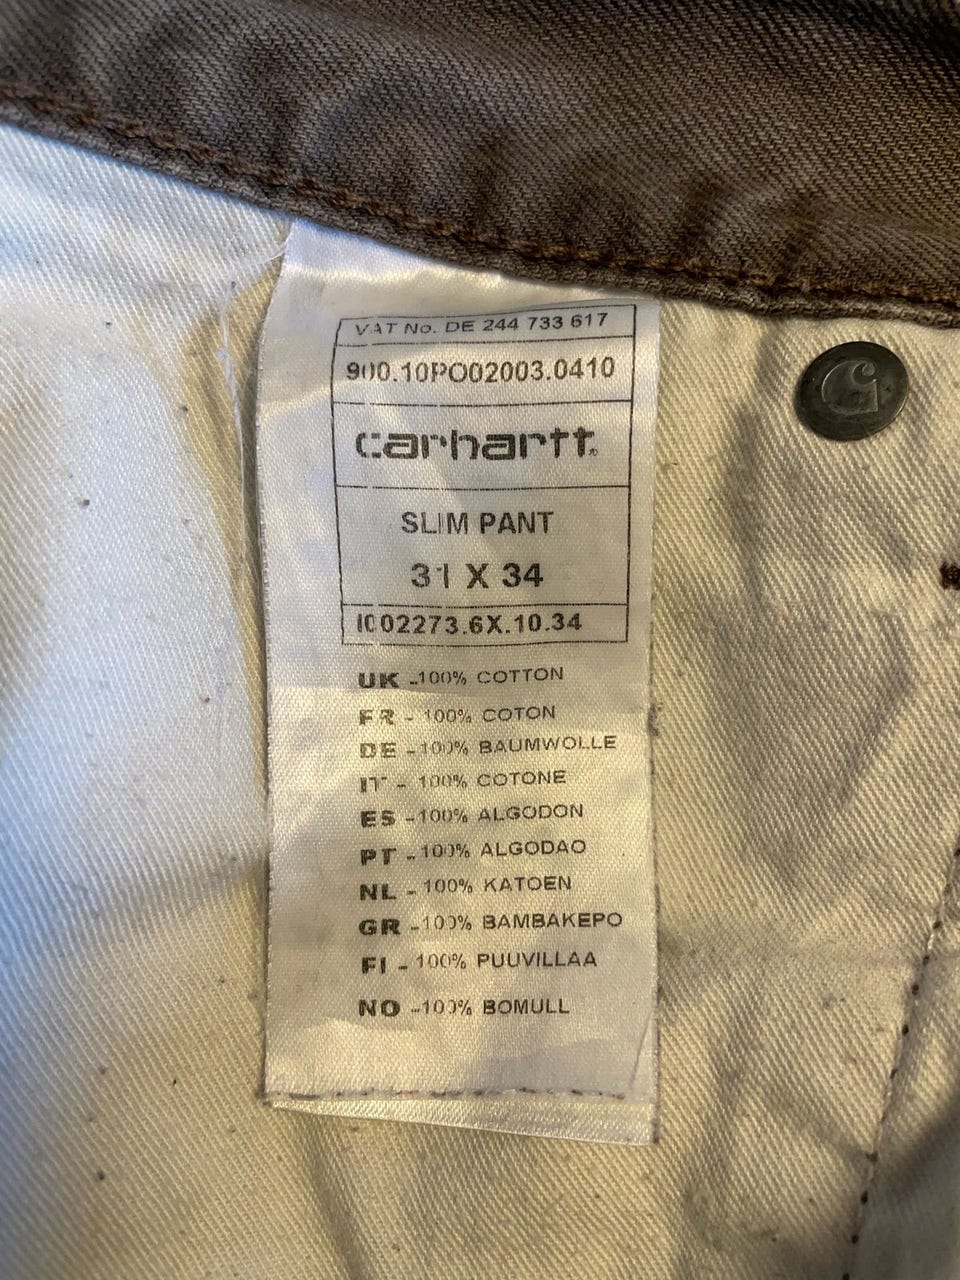 VAT No. DE 244 733 617
900.10PO02003.0410
carhartt®
SLIM PANT
31 X 34
I002273.6X.10.34
UK -100% COTTON
FR - 100% COTON
DE -100% BAUMWOLLE
IT - 100% COTONE
ES -100% ALGODON
PT -100% ALGODAO
NL - 100% KATOEN
GR -100% BAMBAKEPO
FI - 100% PUUVILLAA
NO -100% BOMULL